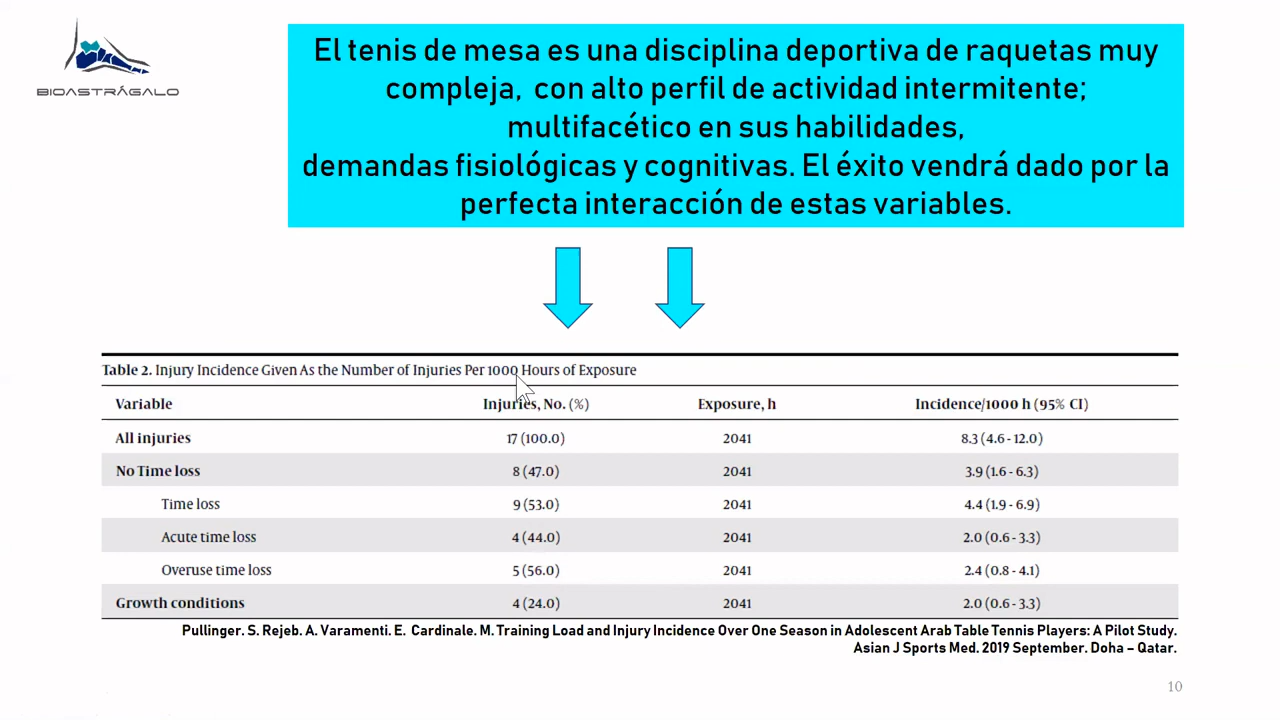 BIOASTRÁGALO
El tenis de mesa es una disciplina deportiva de raquetas muy
compleja, con alto perfil de actividad intermitente;
multifacético en sus habilidades,
demandas fisiológicas y cognitivas. El éxito vendrá dado por la
perfecta interacción de estas variables.
Table 2. Injury Incidence Given As the Number of Injuries Per 1000 Hours of Exposure
Variable Injuries, No. (%) Exposure, h Incidence/1000 h (95% CI)
All injuries 17 (100.0) 2041 8.3 (4.6 - 12.0)
No Time loss 8 (47.0) 2041 3.9 (1.6 - 6.3)
Time loss 9 (53.0) 2041 4.4 (1.9 - 6.9)
Acute time loss 4 (44.0) 2041 2.0 (0.6 - 3.3)
Overuse time loss 5 (56.0) 2041 2.4 (0.8 - 4.1)
Growth conditions 4 (24.0) 2041 2.0 (0.6 - 3.3)
Pullinger. S. Rejeb. A. Varamenti. E. Cardinale. M. Training Load and Injury Incidence Over One Season in Adolescent Arab Table Tennis Players: A Pilot Study.
Asian J Sports Med. 2019 September. Doha – Qatar.
10